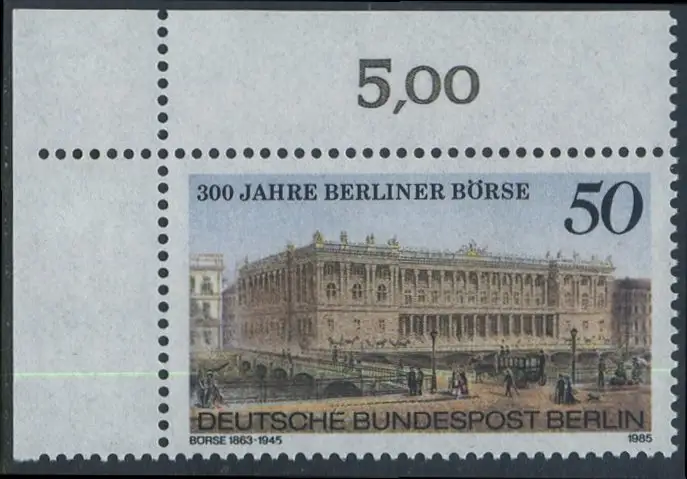 5,00
300 JAHRE BERLINER BÖRSE 50
DEUTSCHE BUNDESPOST BERLIN
BÖRSE 1863-1945 1985